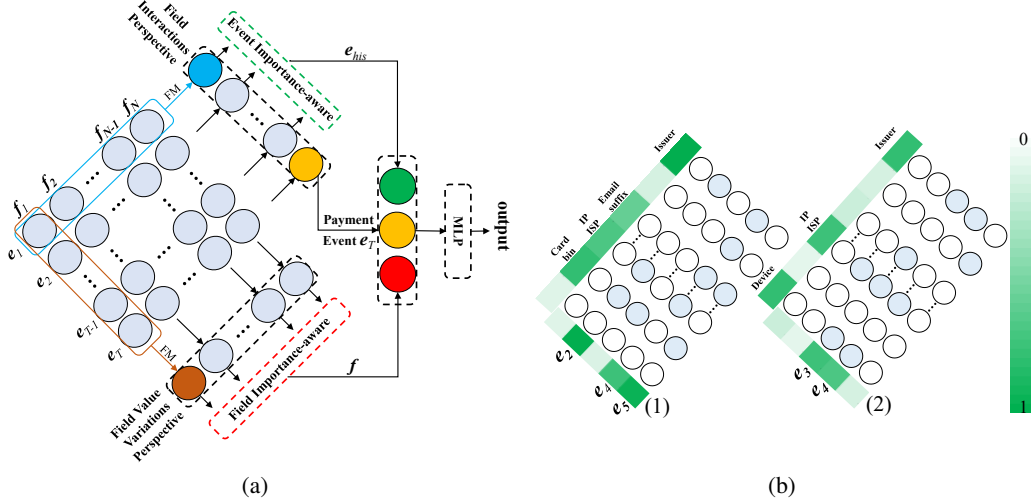 Field
Interactions
Perspective
Event Importance-aware
e_his
FM
f_N
f_{N-1}
f_2
f_1
e_1
e_2
e_{T-1}
e_T
FM
Payment
Event e_T
MLP
output
Field Value
Variations
Perspective
Field Importance-aware
f
(a)
Issuer
Email
suffix
IP
ISP
Card
bin
e_2
e_4
e_5
(1)
Issuer
IP
ISP
Device
e_3
e_4
(2)
0
1
(b)